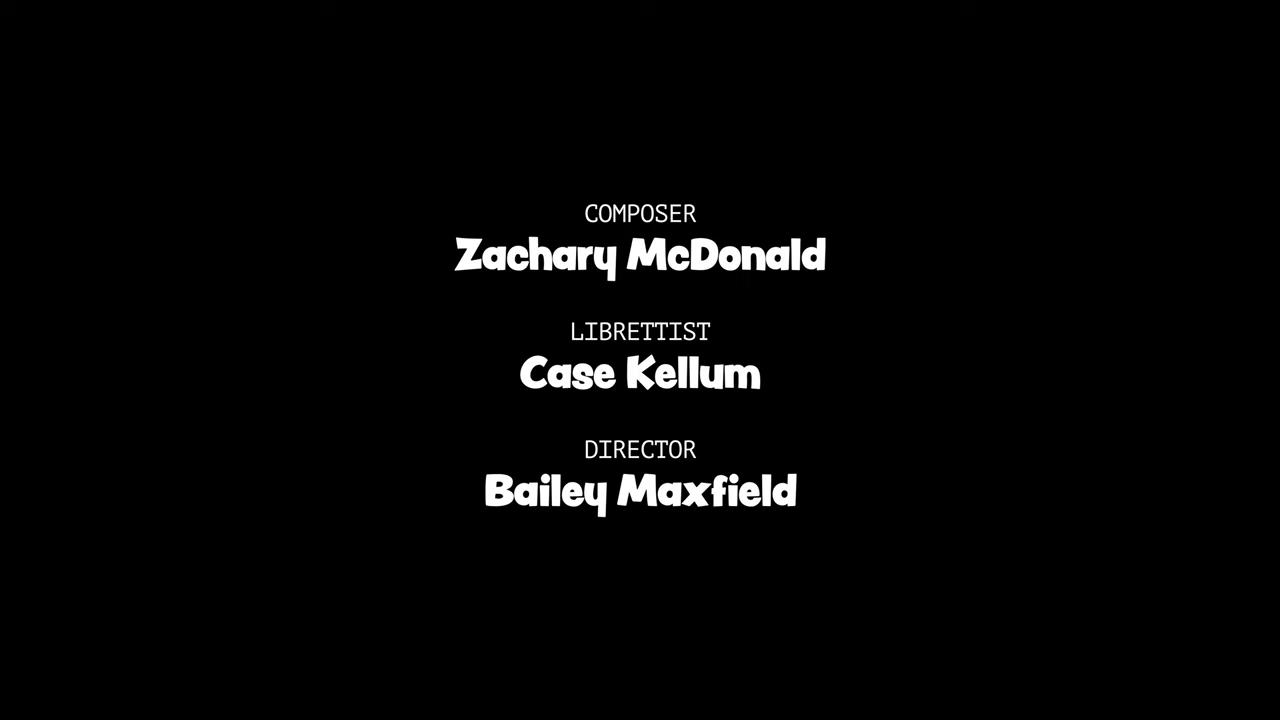 COMPOSER
Zachary McDonald
LIBRETTIST
Case Kellum
DIRECTOR
Bailey Maxfield